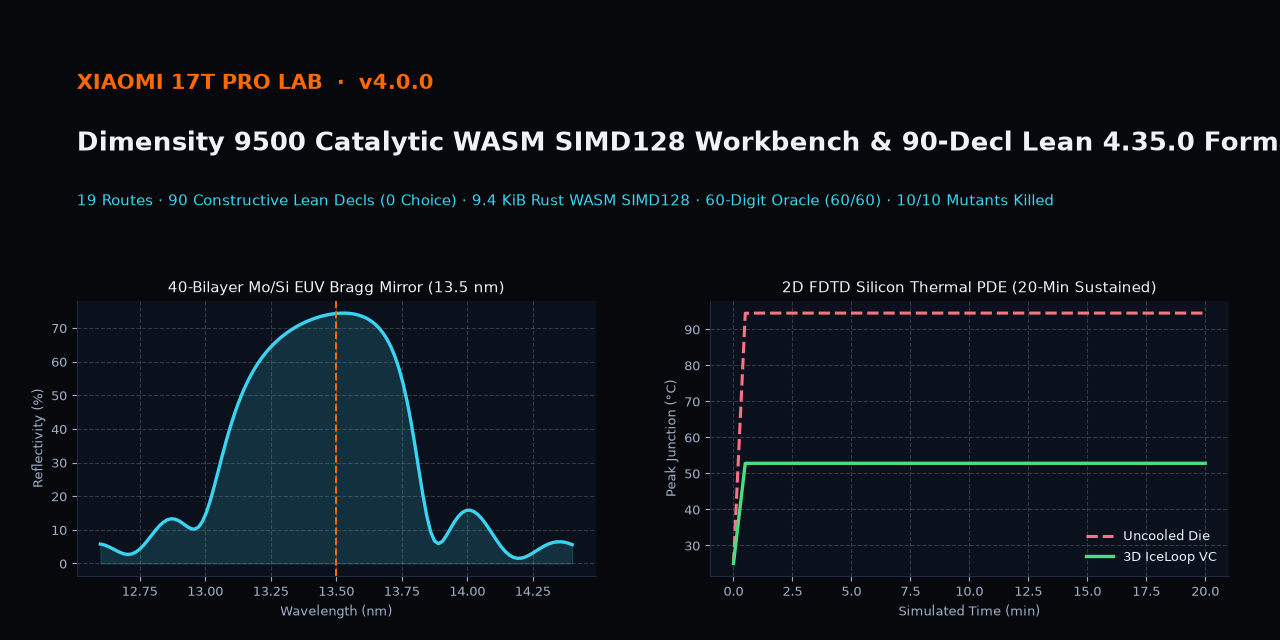 XIAOMI 17T PRO LAB · v4.0.0
Dimensity 9500 Catalytic WASM SIMD128 Workbench & 90-Decl Lean 4.35.0 Form
19 Routes · 90 Constructive Lean Decls (0 Choice) · 9.4 KiB Rust WASM SIMD128 · 60-Digit Oracle (60/60) · 10/10 Mutants Killed
40-Bilayer Mo/Si EUV Bragg Mirror (13.5 nm)
70
60
50
40
30
20
10
0
Reflectivity (%)
12.75 13.00 13.25 13.50 13.75 14.00 14.25
Wavelength (nm)
2D FDTD Silicon Thermal PDE (20-Min Sustained)
90
80
70
60
50
40
30
Peak Junction (°C)
Uncooled Die
3D IceLoop VC
0.0 2.5 5.0 7.5 10.0 12.5 15.0 17.5 20.0
Simulated Time (min)